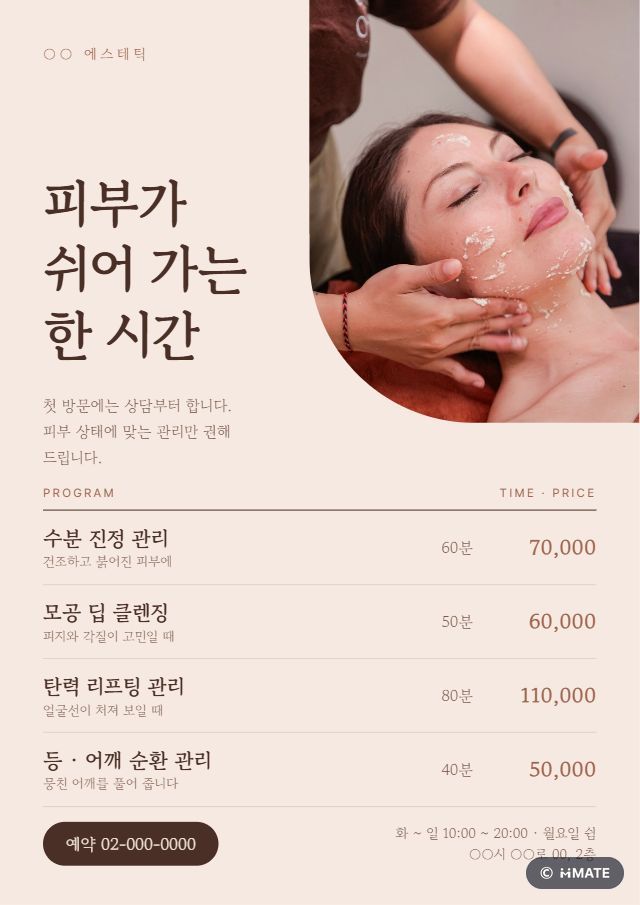 ○○ 에스테틱
피부가
쉬어 가는
한 시간
첫 방문에는 상담부터 합니다.
피부 상태에 맞는 관리만 권해
드립니다.
PROGRAM TIME · PRICE
수분 진정 관리 60분 70,000
건조하고 붉어진 피부에
모공 딥 클렌징 50분 60,000
피지와 각질이 고민일 때
탄력 리프팅 관리 80분 110,000
얼굴선이 처져 보일 때
등 · 어깨 순환 관리 40분 50,000
뭉친 어깨를 풀어 줍니다
예약 02-000-0000
화 ~ 일 10:00 ~ 20:00 · 월요일 쉼
○○시 ○○로 00, 2층
© MMATE